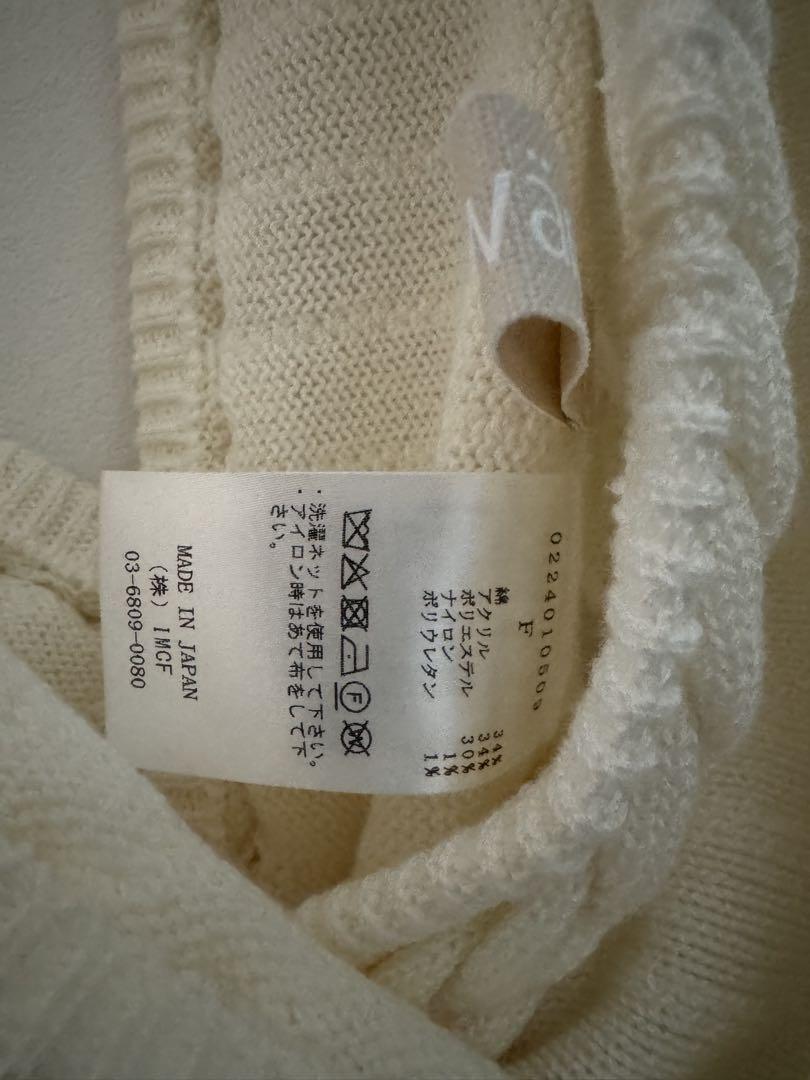 Vä
0224010509
F
綿 34%
アクリル 34%
ポリエステル 30%
ナイロン 1%
ポリウレタン 1%
F
:洗濯ネットを使用して下さい。
:アイロン時はあて布をして下
さい。
MADE IN JAPAN
(株) IMCF
03-6809-0080